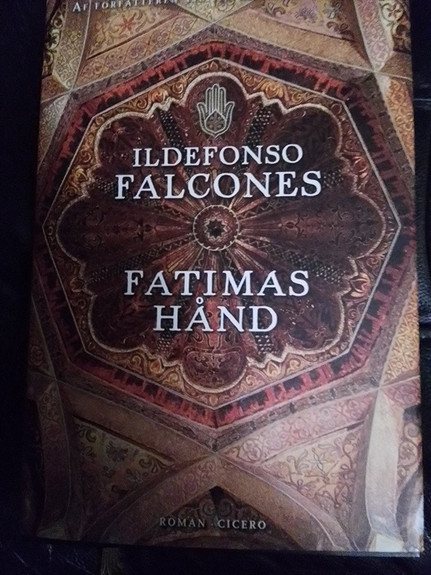 AF FORFATTEREN
ILDEFONSO
FALCONES
FATIMAS
HÅND
ROMAN · CICERO